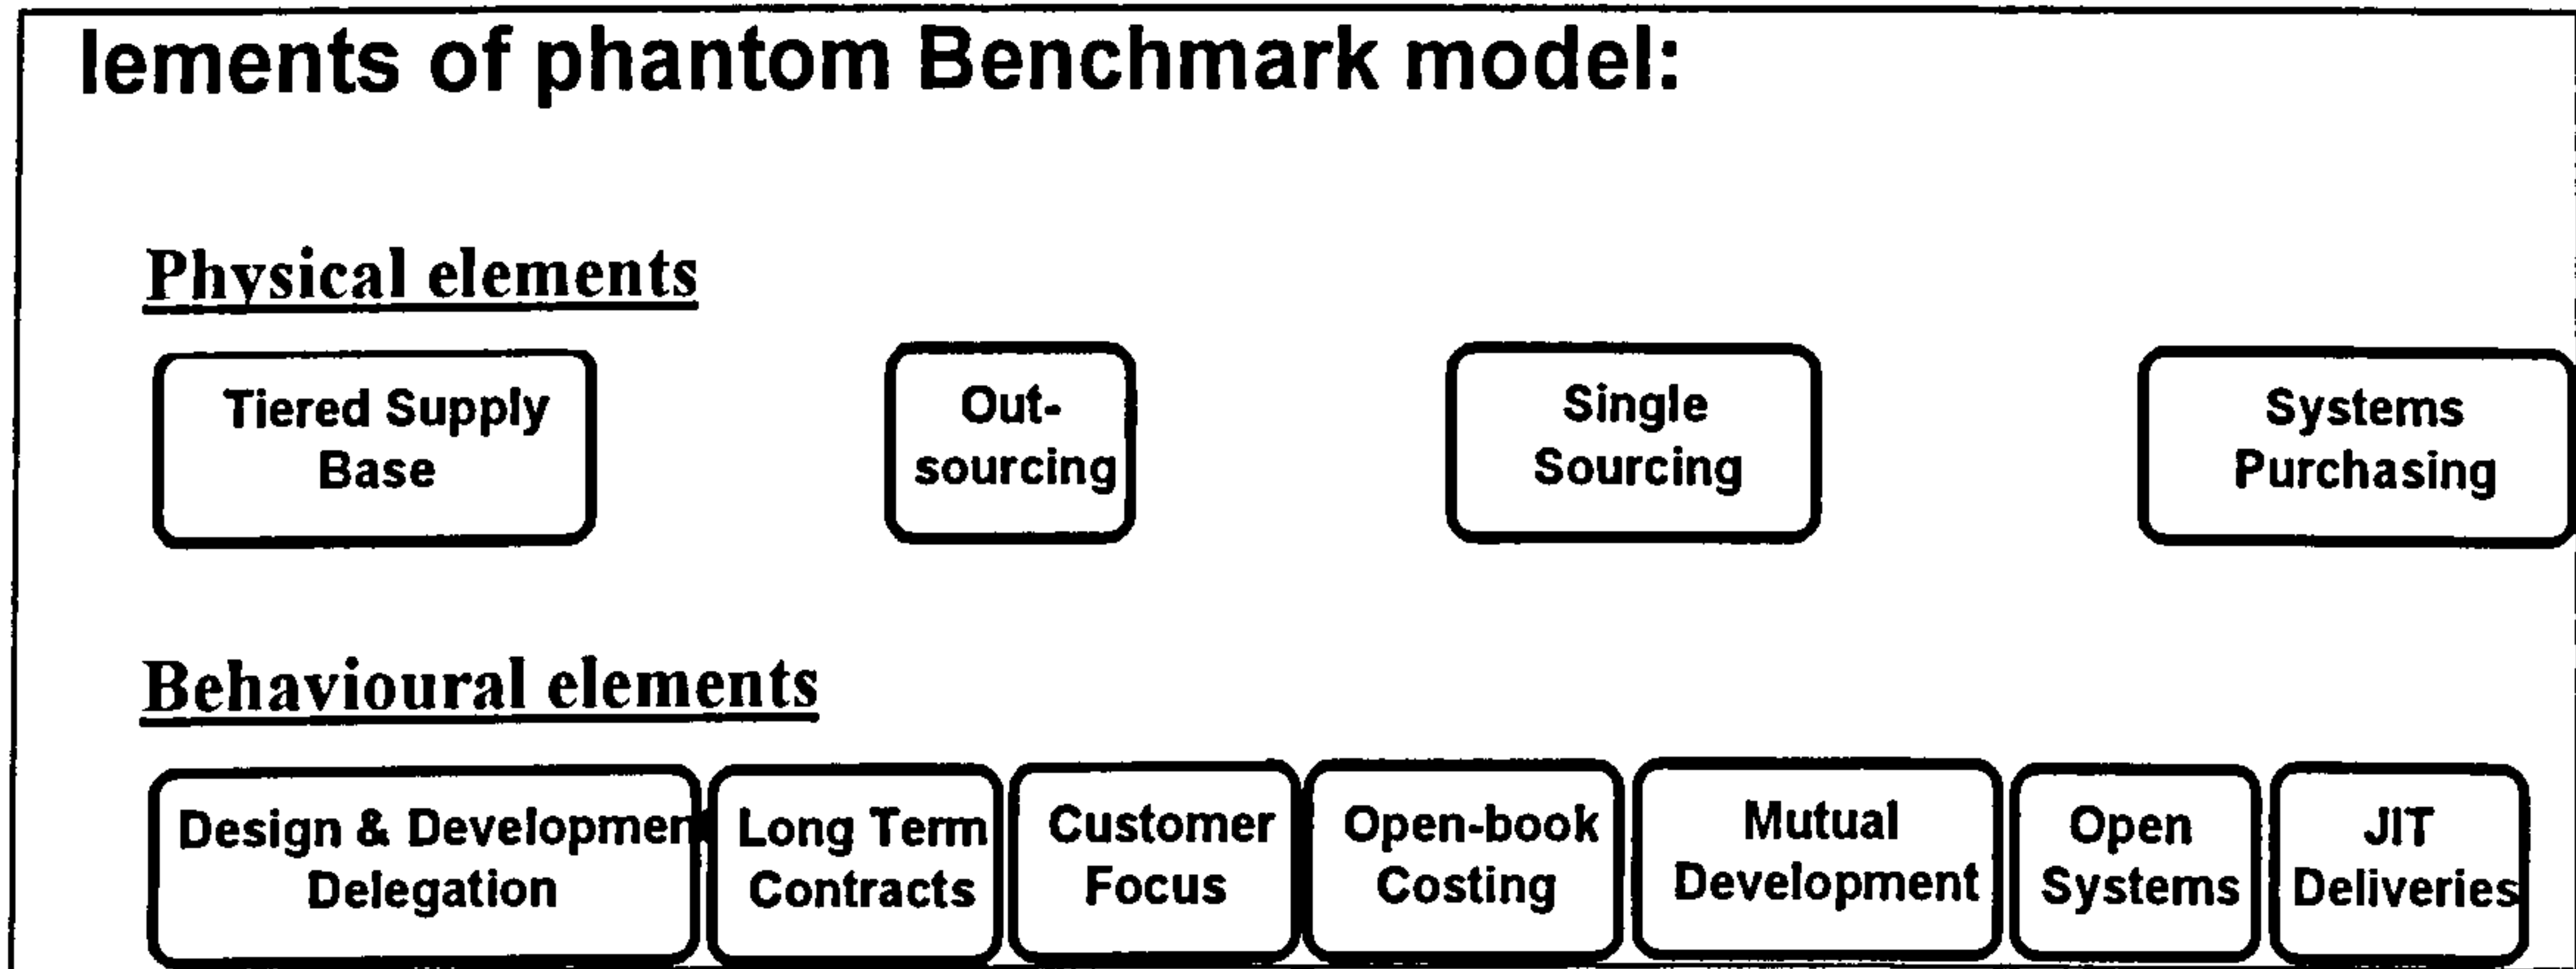 lements of phantom Benchmark model:
Physical elements
Tiered Supply
Base
Out-
sourcing
Single
Sourcing
Systems
Purchasing
Behavioural elements
Design & Developmen
Delegation
Long Term
Contracts
Customer
Focus
Open-book
Costing
Mutual
Development
Open
Systems
JIT
Deliveries